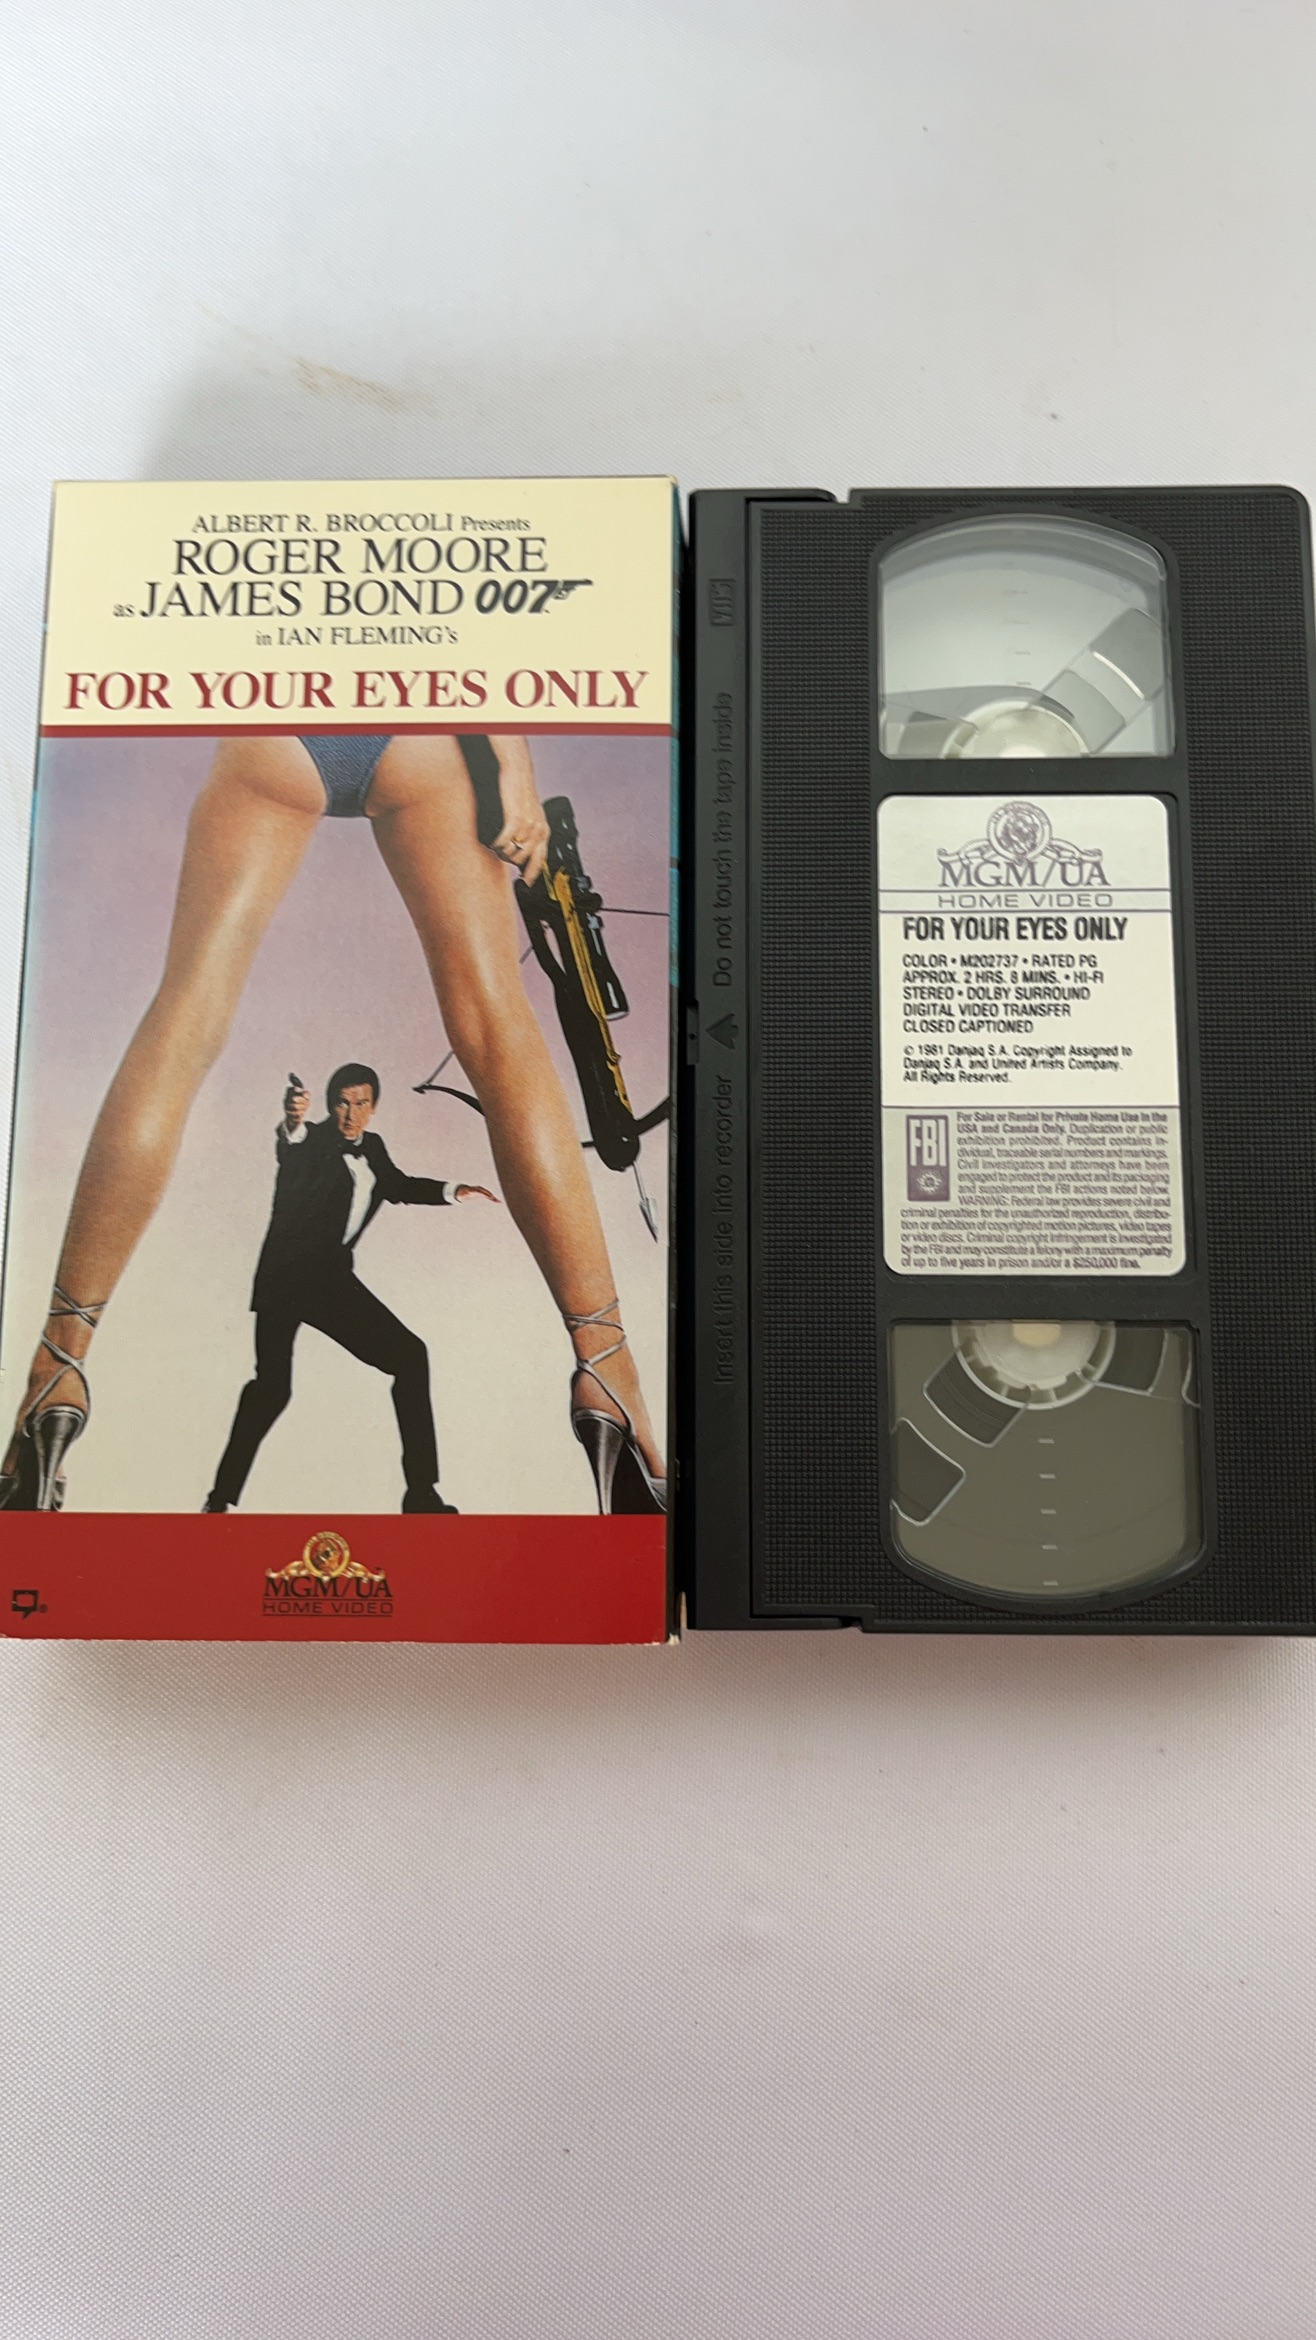 ALBERT R. BROCCOLI Presents
ROGER MOORE
as JAMES BOND 007
in IAN FLEMING's
FOR YOUR EYES ONLY
MGM/UA
HOME VIDEO
VHS
Do not touch the tape inside
Insert this side into recorder
MGM/UA
HOME VIDEO
FOR YOUR EYES ONLY
COLOR • M202737 • RATED PG
APPROX. 2 HRS. 8 MINS. • HI-FI
STEREO • DOLBY SURROUND
DIGITAL VIDEO TRANSFER
CLOSED CAPTIONED
© 1981 Danjaq S.A. Copyright Assigned to
Danjaq S.A. and United Artists Company.
All Rights Reserved.
FBI
For Sale or Rental for Private Home Use in the
USA and Canada Only. Duplication or public
exhibition prohibited. Product contains in-
dividual, traceable serial numbers and markings.
Civil investigators and attorneys have been
engaged to protect the product and its packaging
and supplement the FBI actions noted below.
WARNING: Federal law provides severe civil and
criminal penalties for the unauthorized reproduction, distribu-
tion or exhibition of copyrighted motion pictures, video tapes
or video discs. Criminal copyright infringement is investigated
by the FBI and may constitute a felony with a maximum penalty
of up to five years in prison and/or a $250,000 fine.